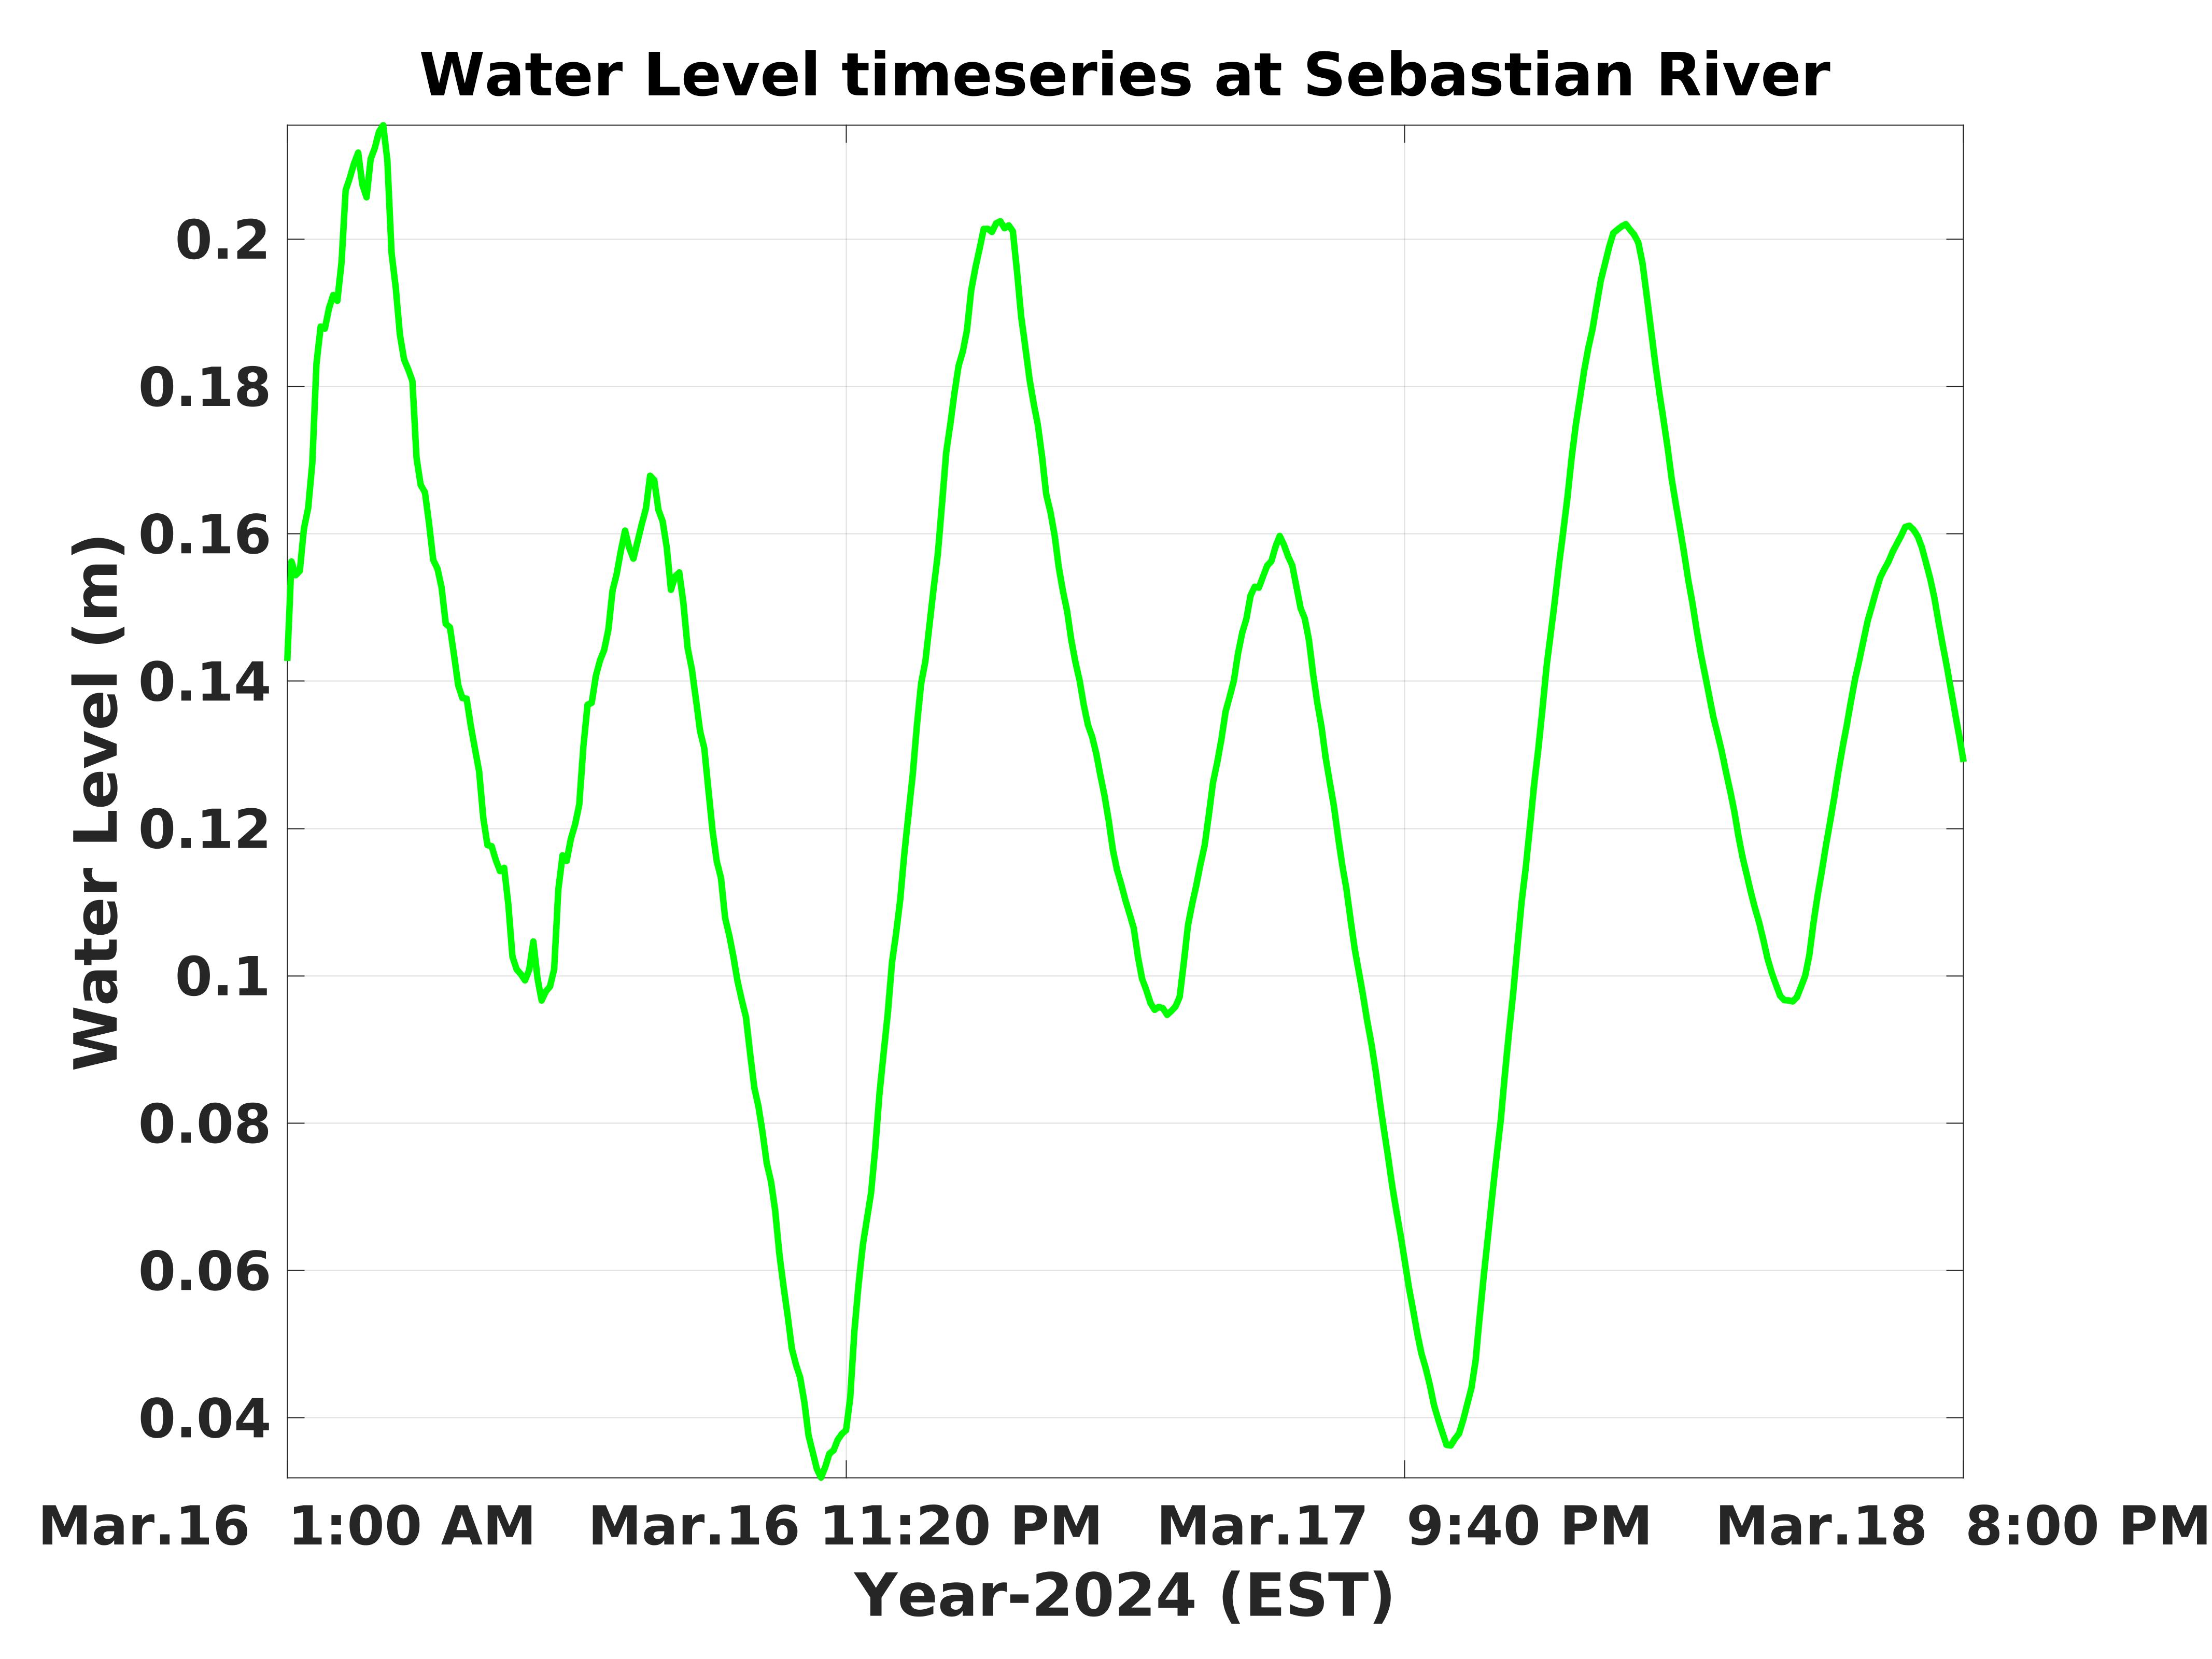 Water Level timeseries at Sebastian River
Water Level (m)
0.2
0.18
0.16
0.14
0.12
0.1
0.08
0.06
0.04
Mar.16  1:00 AM  Mar.16 11:20 PM  Mar.17  9:40 PM  Mar.18  8:00 PM
Year-2024 (EST)